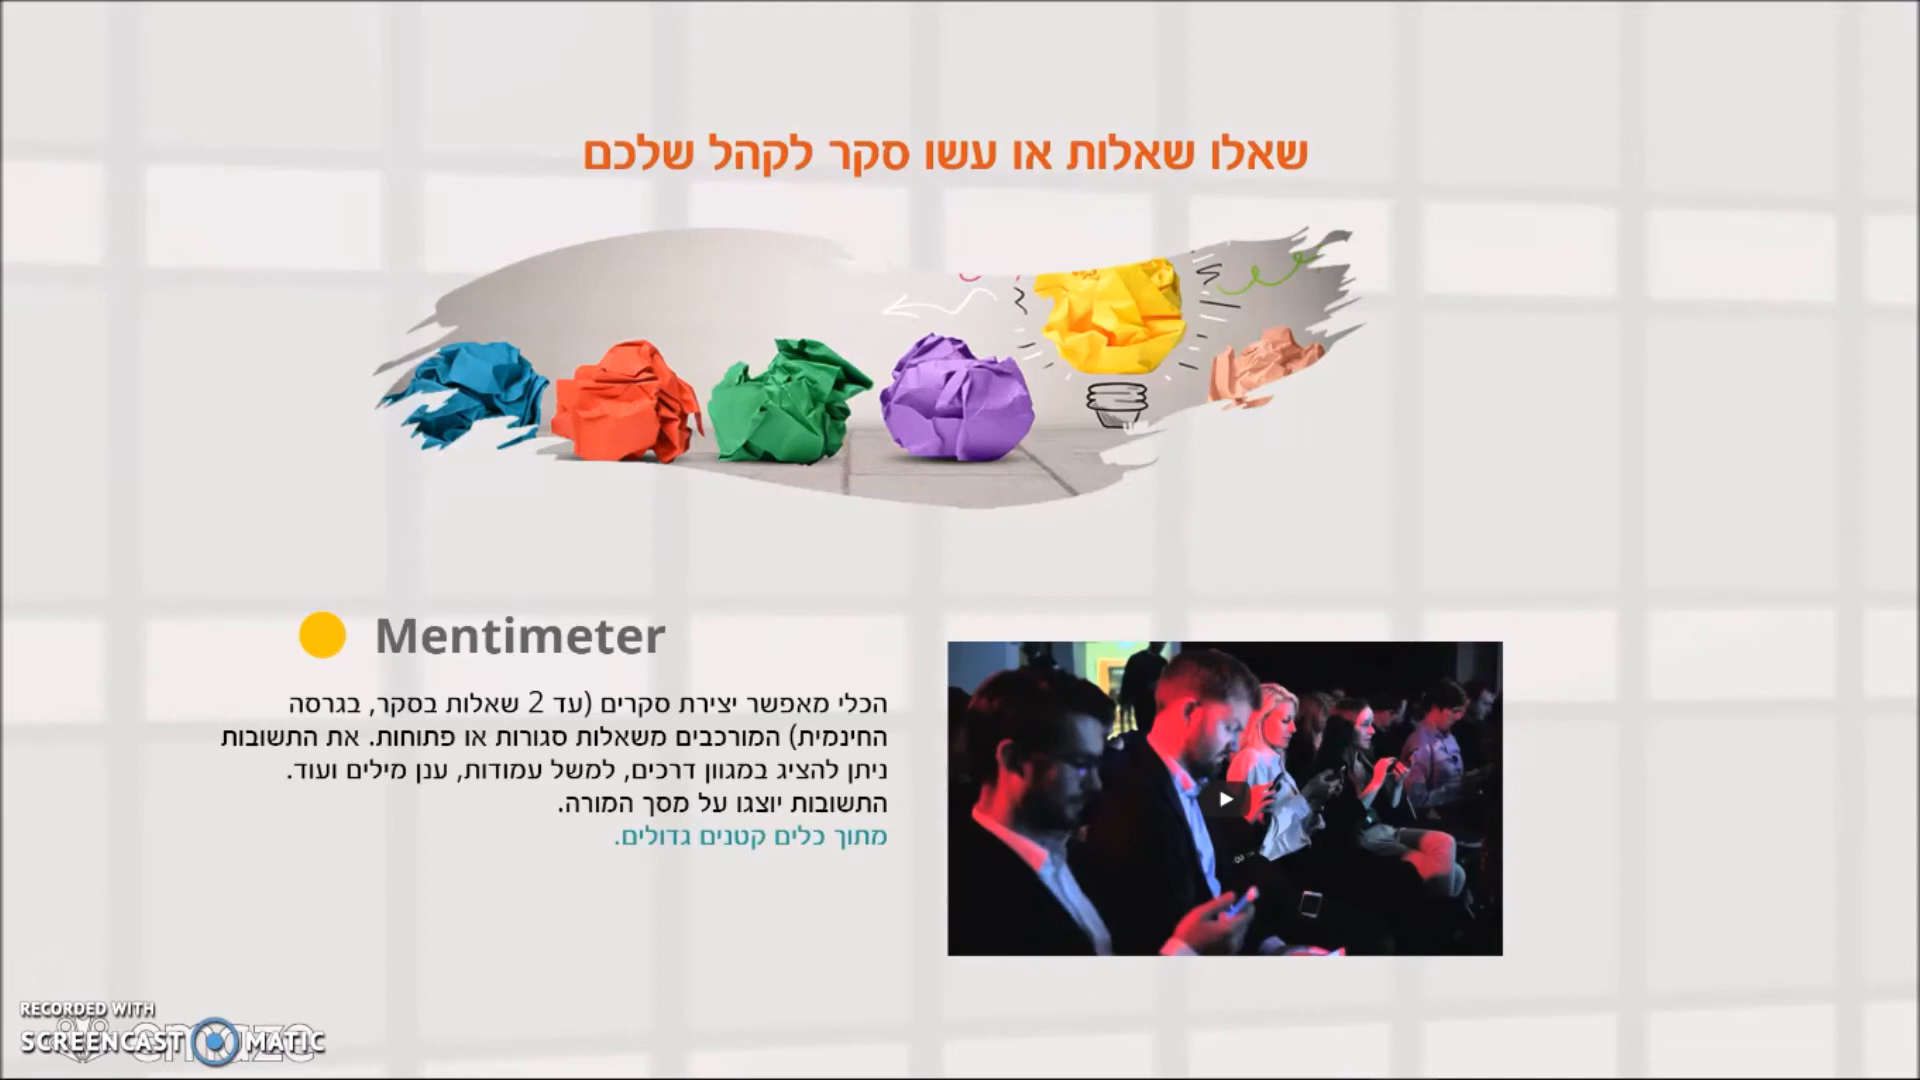 שאלו שאלות או עשו סקר לקהל שלכם
Mentimeter
הכלי מאפשר יצירת סקרים (עד 2 שאלות בסקר, בגרסה
החינמית) המורכבים משאלות סגורות או פתוחות. את התשובות
ניתן להציג במגוון דרכים, למשל עמודות, ענן מילים ועוד.
התשובות יוצגו על מסך המורה.
מתוך כלים קטנים גדולים.
RECORDED WITH
SCREENCAST MATIC
emaze